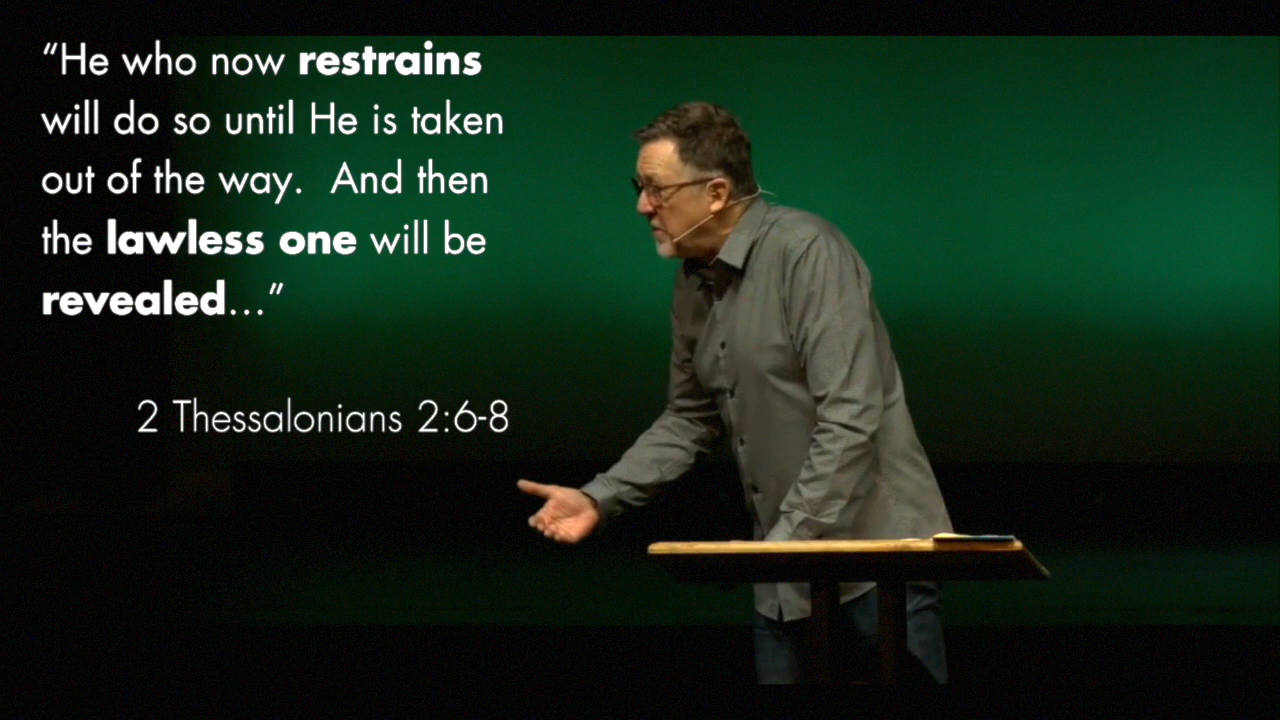 “He who now restrains
will do so until He is taken
out of the way.  And then
the lawless one will be
revealed...”
2 Thessalonians 2:6-8